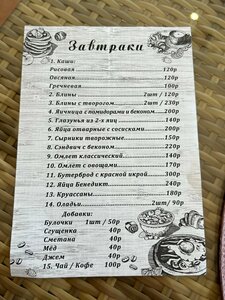 Завтраки
1. Каши:
Рисовая 120р
Овсяная 120р
Гречневая 100р
2. Блины 2шт / 120р
3. Блины с творогом 2шт / 230р
4. Яичница с помидорами и беконом 200р
5. Глазунья из 2-х яиц 140р
6. Яйца отварные с сосисками 200р
7. Сырники творожные 150р
8. Сэндвич с беконом 220р
9. Омлет классический 140р
10. Омлет с овощами 170р
11. Бутерброд с красной икрой 300р
12. Яйца Бенедикт 240р
13. Круассаны 180р
14. Оладьи 2шт/ 90р
Добавки:
Булочки 1шт / 50р
Сгущенка 40р
Сметана 40р
Мёд 40р
Джем 40р
15. Чай / Кофе 100р